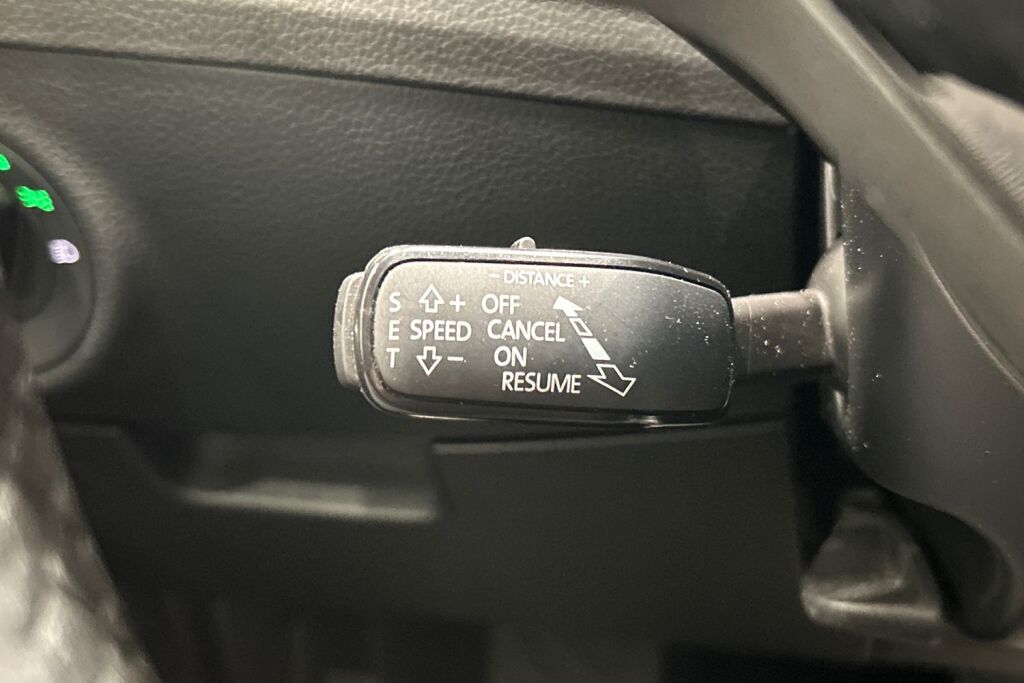 − DISTANCE +
S + OFF
E SPEED CANCEL
T − ON
RESUME